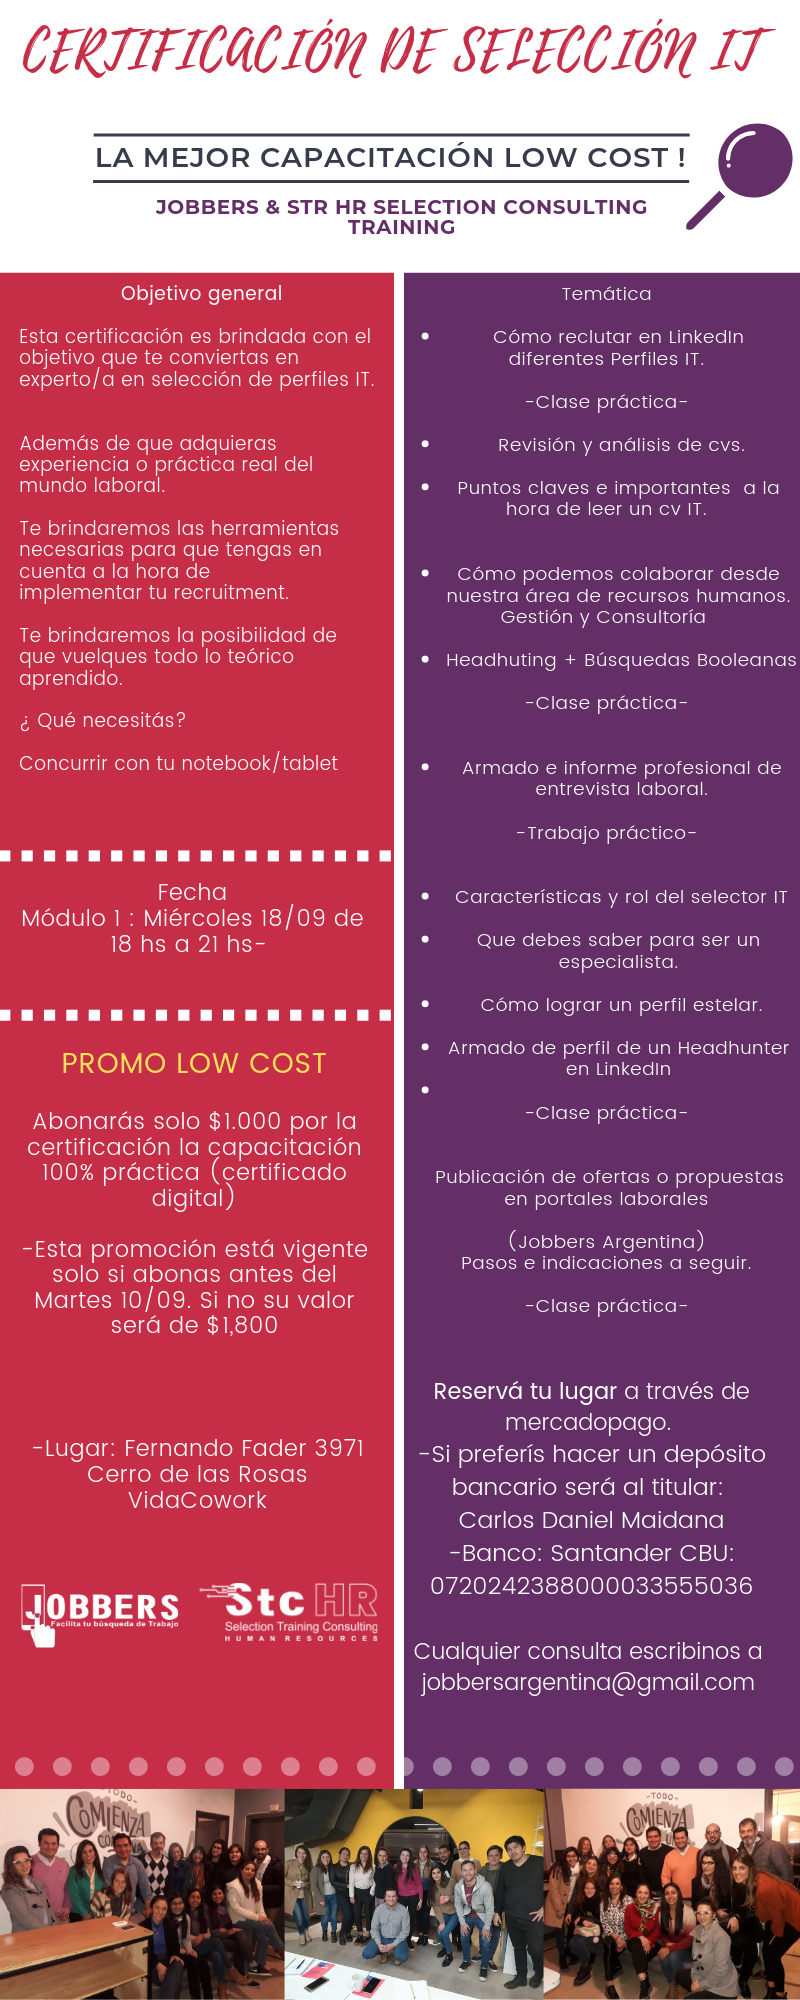 CERTIFICACIÓN DE SELECCIÓN IT
LA MEJOR CAPACITACIÓN LOW COST !
JOBBERS & STR HR SELECTION CONSULTING
TRAINING
Objetivo general
Esta certificación es brindada con el
objetivo que te conviertas en
experto/a en selección de perfiles IT.
Además de que adquieras
experiencia o práctica real del
mundo laboral.
Te brindaremos las herramientas
necesarias para que tengas en
cuenta a la hora de
implementar tu recruitment.
Te brindaremos la posibilidad de
que vuelques todo lo teórico
aprendido.
¿ Qué necesitás?
Concurrir con tu notebook/tablet
Fecha
Módulo 1 : Miércoles 18/09 de
18 hs a 21 hs-
PROMO LOW COST
Abonarás solo $1.000 por la
certificación la capacitación
100% práctica (certificado
digital)
-Esta promoción está vigente
solo si abonas antes del
Martes 10/09. Si no su valor
será de $1,800
-Lugar: Fernando Fader 3971
Cerro de las Rosas
VidaCowork
JOBBERS
Facilita tu búsqueda de Trabajo
Stc HR
Selection Training Consulting
HUMAN RESOURCES
Temática
• Cómo reclutar en LinkedIn
diferentes Perfiles IT.
-Clase práctica-
• Revisión y análisis de cvs.
• Puntos claves e importantes a la
hora de leer un cv IT.
• Cómo podemos colaborar desde
nuestra área de recursos humanos.
Gestión y Consultoría
• Headhuting + Búsquedas Booleanas
-Clase práctica-
• Armado e informe profesional de
entrevista laboral.
-Trabajo práctico-
• Características y rol del selector IT
• Que debes saber para ser un
especialista.
• Cómo lograr un perfil estelar.
• Armado de perfil de un Headhunter
en LinkedIn
•
-Clase práctica-
Publicación de ofertas o propuestas
en portales laborales
(Jobbers Argentina)
Pasos e indicaciones a seguir.
-Clase práctica-
Reservá tu lugar a través de
mercadopago.
-Si preferís hacer un depósito
bancario será al titular:
Carlos Daniel Maidana
-Banco: Santander CBU:
0720242388000033555036
Cualquier consulta escribinos a
jobbersargentina@gmail.com
TODO
COMIENZA
-TODO-
COMIENZA